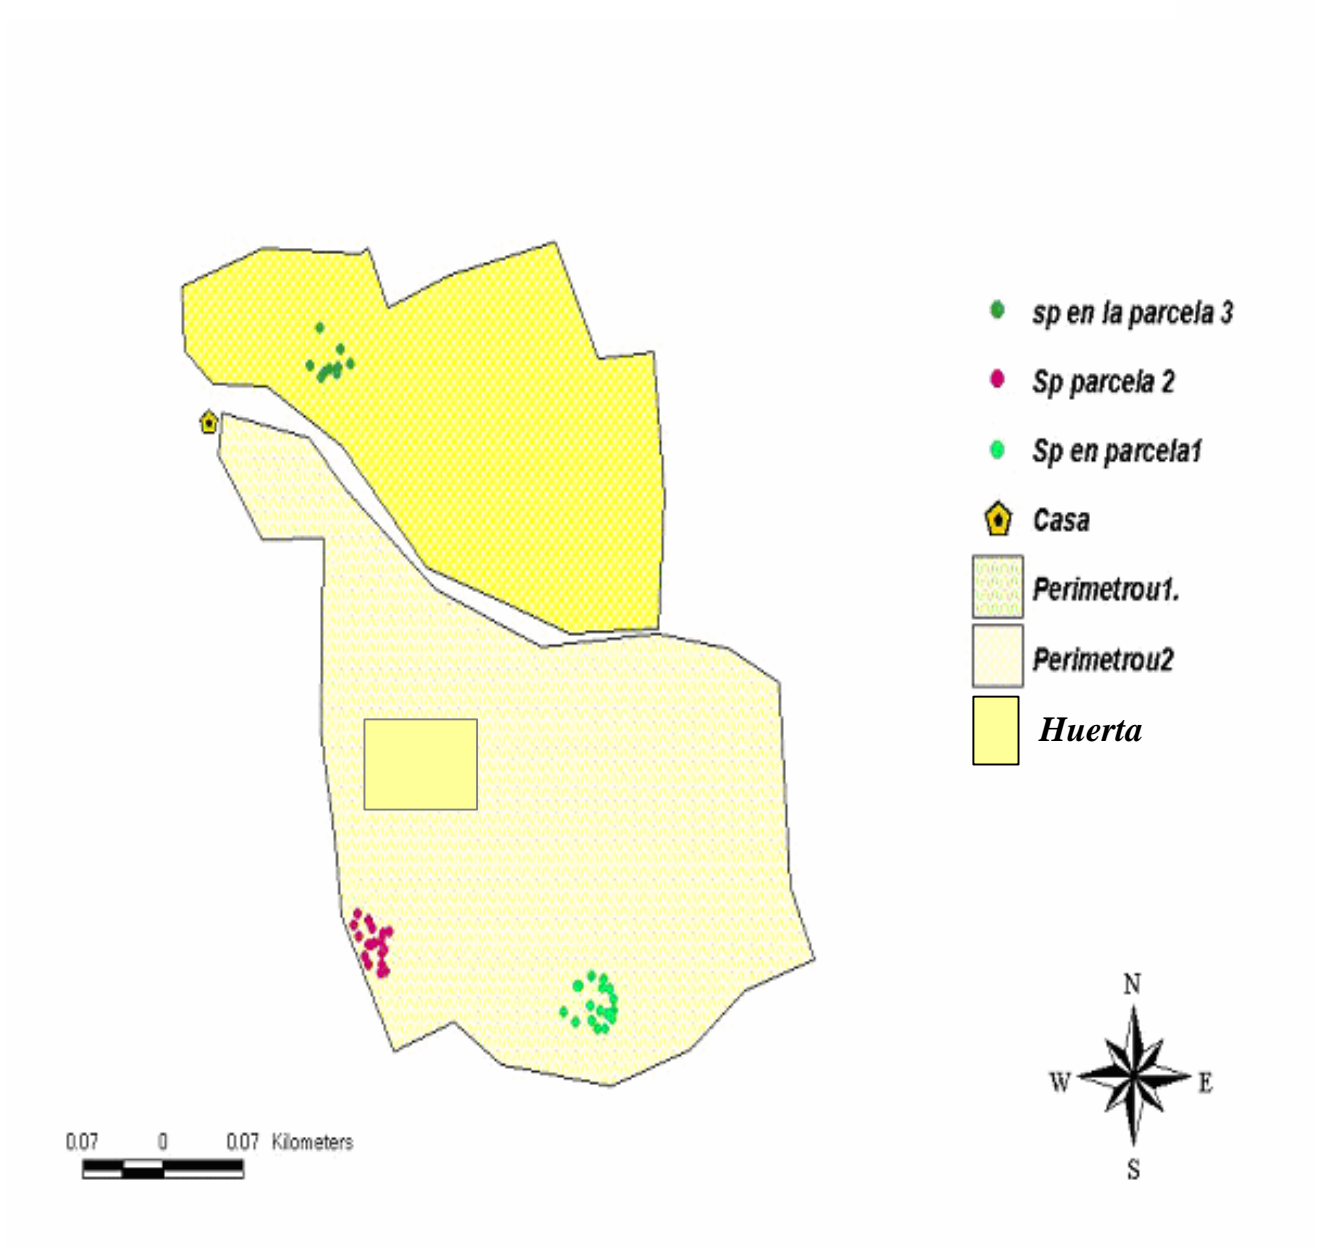 sp en la parcela 3
Sp parcela 2
Sp en parcela1
Casa
Perimetrou1.
Perimetrou2
Huerta
N
W E
S
0.07 0 0.07 Kilometers